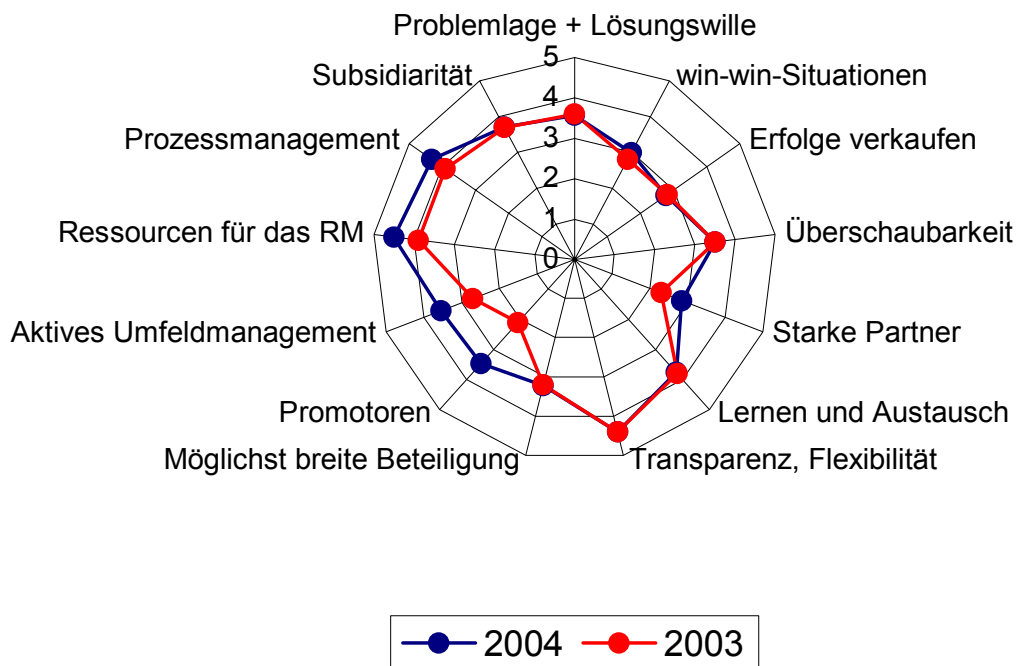 Problemlage + Lösungswille
5
Subsidiarität
win-win-Situationen
4
Prozessmanagement
3
Erfolge verkaufen
2
Ressourcen für das RM
1
Überschaubarkeit
0
Aktives Umfeldmanagement
Starke Partner
Promotoren
Lernen und Austausch
Möglichst breite Beteiligung
Transparenz, Flexibilität
2004 2003